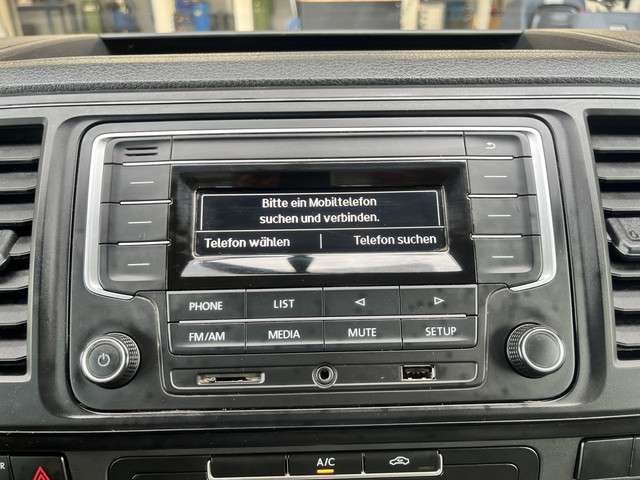 Bitte ein Mobiltelefon
suchen und verbinden.
Telefon wählen | Telefon suchen
PHONE LIST
FM/AM MEDIA MUTE SETUP
R
A/C